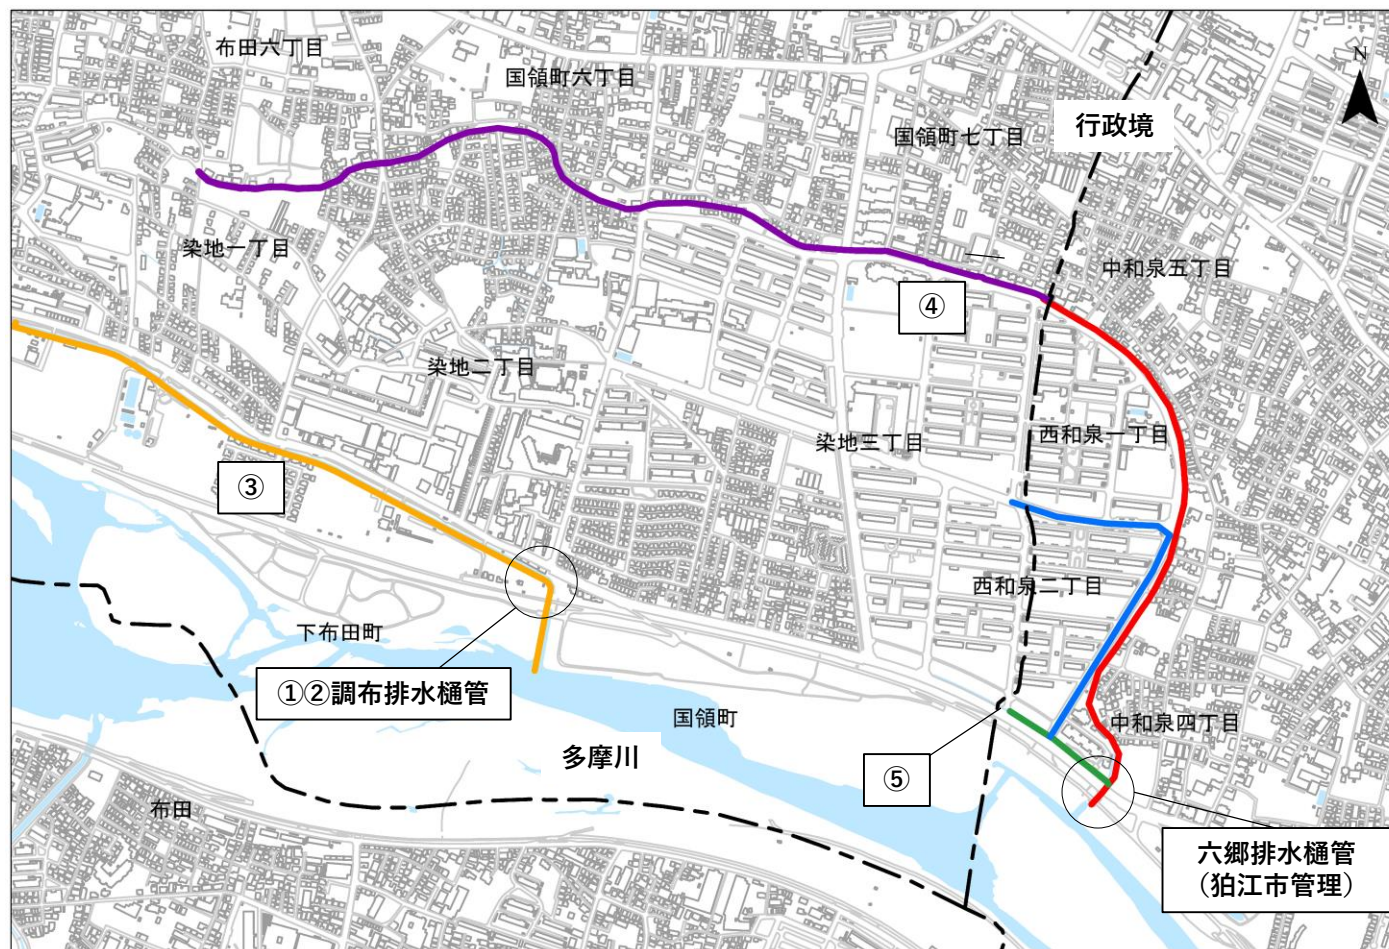 布田六丁目
国領町六丁目
N
行政境
国領町七丁目
染地一丁目
中和泉五丁目
④
染地二丁目
染地三丁目
西和泉一丁目
③
西和泉二丁目
下布田町
①②調布排水樋管
国領町
中和泉四丁目
多摩川
⑤
布田
六郷排水樋管
（狛江市管理）